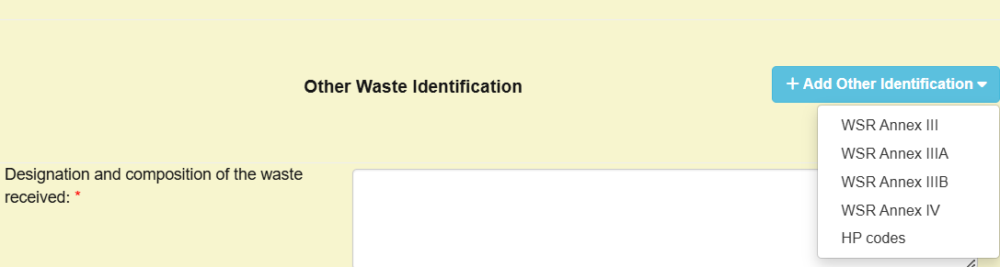 Other Waste Identification
+ Add Other Identification
WSR Annex III
WSR Annex IIIA
WSR Annex IIIB
WSR Annex IV
HP codes
Designation and composition of the waste
received: *